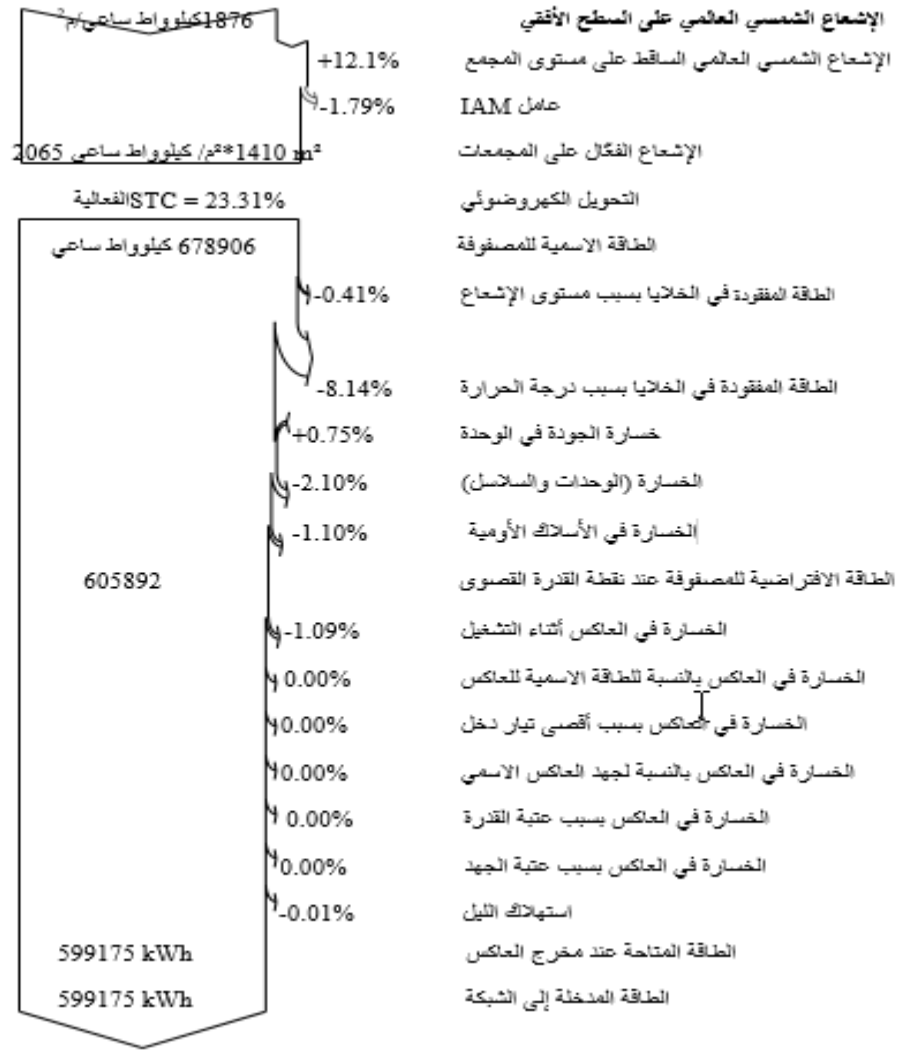 الإشعاع الشمسي العالمي على السطح الأفقي 1876كيلوواط ساعي/م²
الإشعاع الشمسي العالمي الساقط على مستوى المجمع +12.1%
عامل IAM -1.79%
الإشعاع الفعّال على المجمعات 2065 كيلوواط ساعي /م²*1410 m²
التحويل الكهروضوئي الفعاليةSTC = 23.31%
الطاقة الاسمية للمصفوفة 678906 كيلوواط ساعي
الطاقة المفقودة في الخلايا بسبب مستوى الإشعاع -0.41%
الطاقة المفقودة في الخلايا بسبب درجة الحرارة -8.14%
خسارة الجودة في الوحدة +0.75%
الخسارة (الوحدات والسلاسل) -2.10%
الخسارة في الأسلاك الأومية -1.10%
الطاقة الافتراضية للمصفوفة عند نقطة القدرة القصوى 605892
الخسارة في العاكس أثناء التشغيل -1.09%
الخسارة في العاكس بالنسبة للطاقة الاسمية للعاكس 0.00%
الخسارة في العاكس بسبب أقصى تيار دخل 0.00%
الخسارة في العاكس بالنسبة لجهد العاكس الاسمي 0.00%
الخسارة في العاكس بسبب عتبة القدرة 0.00%
الخسارة في العاكس بسبب عتبة الجهد 0.00%
استهلاك الليل -0.01%
الطاقة المتاحة عند مخرج العاكس 599175 kWh
الطاقة المدخلة إلى الشبكة 599175 kWh